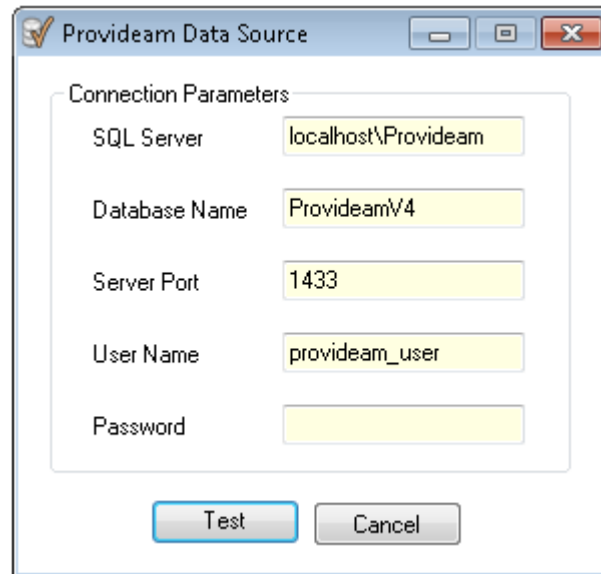 Provideam Data Source
Connection Parameters
SQL Server localhost\Provideam
Database Name ProvideamV4
Server Port 1433
User Name provideam_user
Password
Test Cancel